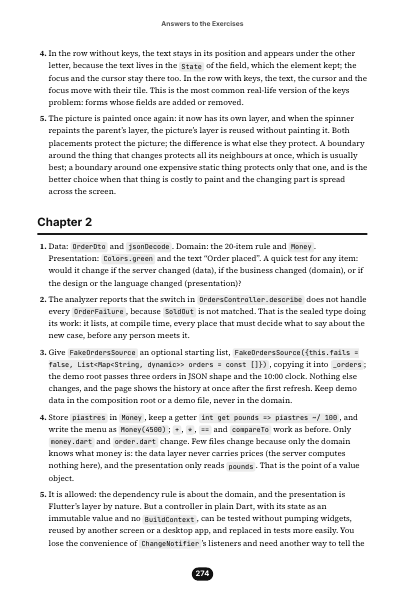 Answers to the Exercises
4. In the row without keys, the text stays in its position and appears under the other
letter, because the text lives in the State of the field, which the element kept; the
focus and the cursor stay there too. In the row with keys, the text, the cursor and the
focus move with their tile. This is the most common real-life version of the keys
problem: forms whose fields are added or removed.
5. The picture is painted once again: it now has its own layer, and when the spinner
repaints the parent's layer, the picture's layer is reused without painting it. Both
placements protect the picture; the difference is what else they protect. A boundary
around the thing that changes protects all its neighbours at once, which is usually
best; a boundary around one expensive static thing protects only that one, and is the
better choice when that thing is costly to paint and the changing part is spread
across the screen.
Chapter 2
1. Data: OrderDto and jsonDecode. Domain: the 20-item rule and Money.
Presentation: Colors.green and the text “Order placed”. A quick test for any item:
would it change if the server changed (data), if the business changed (domain), or if
the design or the language changed (presentation)?
2. The analyzer reports that the switch in OrdersController.describe does not handle
every OrderFailure, because SoldOut is not matched. That is the sealed type doing
its work: it lists, at compile time, every place that must decide what to say about the
new case, before any person meets it.
3. Give FakeOrdersSource an optional starting list, FakeOrdersSource({this.fails =
false, List<Map<String, dynamic>> orders = const []}), copying it into _orders;
the demo root passes three orders in JSON shape and the 10:00 clock. Nothing else
changes, and the page shows the history at once after the first refresh. Keep demo
data in the composition root or a demo file, never in the domain.
4. Store piastres in Money, keep a getter int get pounds => piastres ~/ 100, and
write the math as Money(4500); +, *, == and compareTo work as before. Only
money.dart and order.dart change. Few files change because only the domain
knows what money is: the data layer never carries prices (the server computes
nothing here), and the presentation only reads pounds. That is the point of a value
object.
5. It is allowed: the dependency rule is about the domain, and the presentation is
Flutter's layer by nature. But a controller in plain Dart, with its state as an
immutable value and no BuildContext, can be tested without pumping widgets,
reused by another screen or a desktop app, and replaced in tests more easily. You
lose the convenience of ChangeNotifier's listeners and need another way to tell the
274